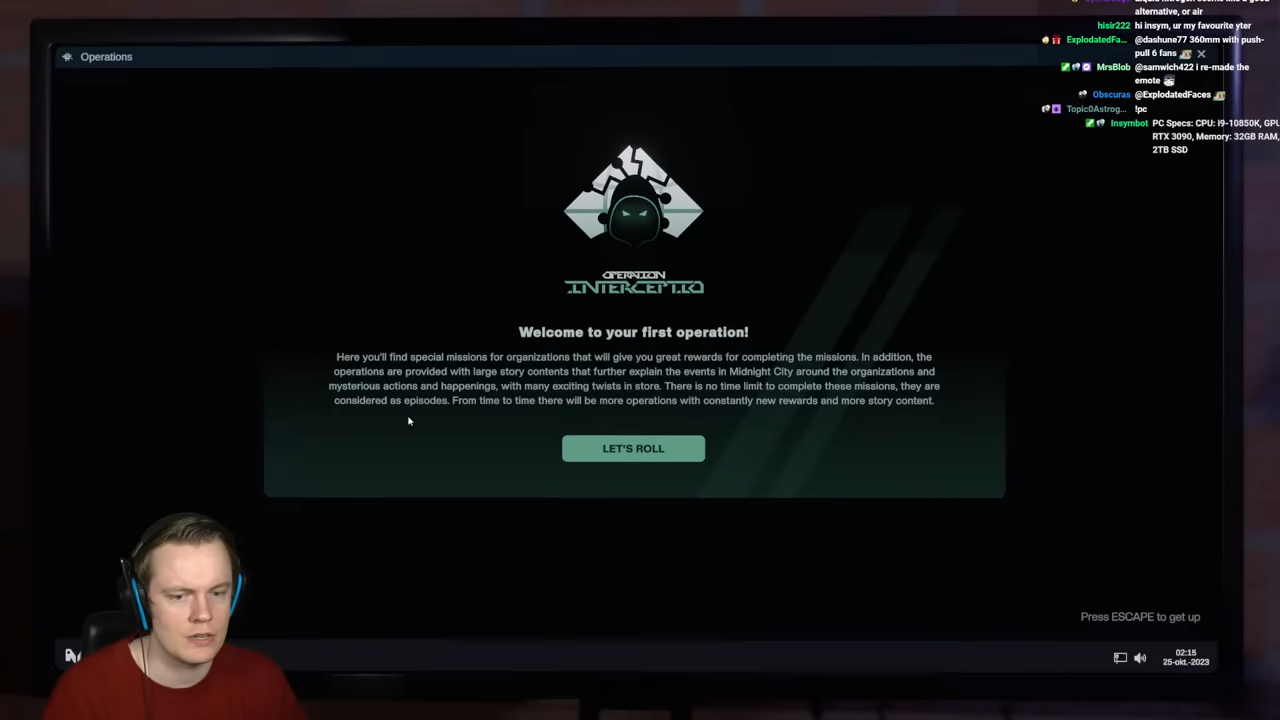 alternative, or air
hisir222 hi insym, ur my favourite yter
ExplodatedFa... @dashune77 360mm with push-
pull 6 fans
MrsBlob @samwich422 i re-made the
emote
Obscuras @ExplodatedFaces
Topic0Astrog... !pc
Insymbot PC Specs: CPU: i9-10850K, GPU
RTX 3090, Memory: 32GB RAM,
2TB SSD
Operations
OPERATION
INTERCEPTIO
Welcome to your first operation!
Here you'll find special missions for organizations that will give you great rewards for completing the missions. In addition, the
operations are provided with large story contents that further explain the events in Midnight City around the organizations and
mysterious actions and happenings, with many exciting twists in store. There is no time limit to complete these missions, they are
considered as episodes. From time to time there will be more operations with constantly new rewards and more story content.
LET'S ROLL
Press ESCAPE to get up
02:15
25-okt.-2023